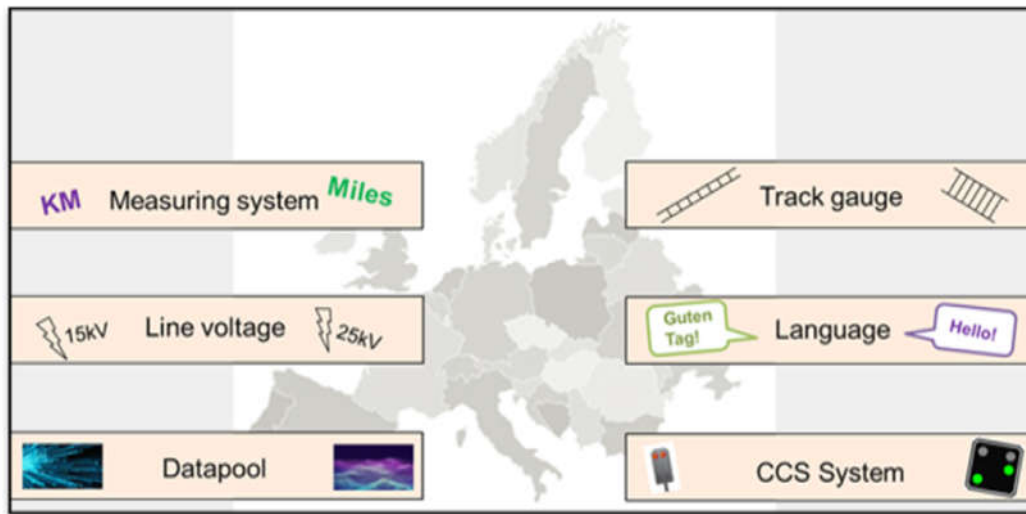 KM Measuring system Miles
Track gauge
15kV Line voltage 25kV
Guten
Tag!
Language
Hello!
Datapool
CCS System